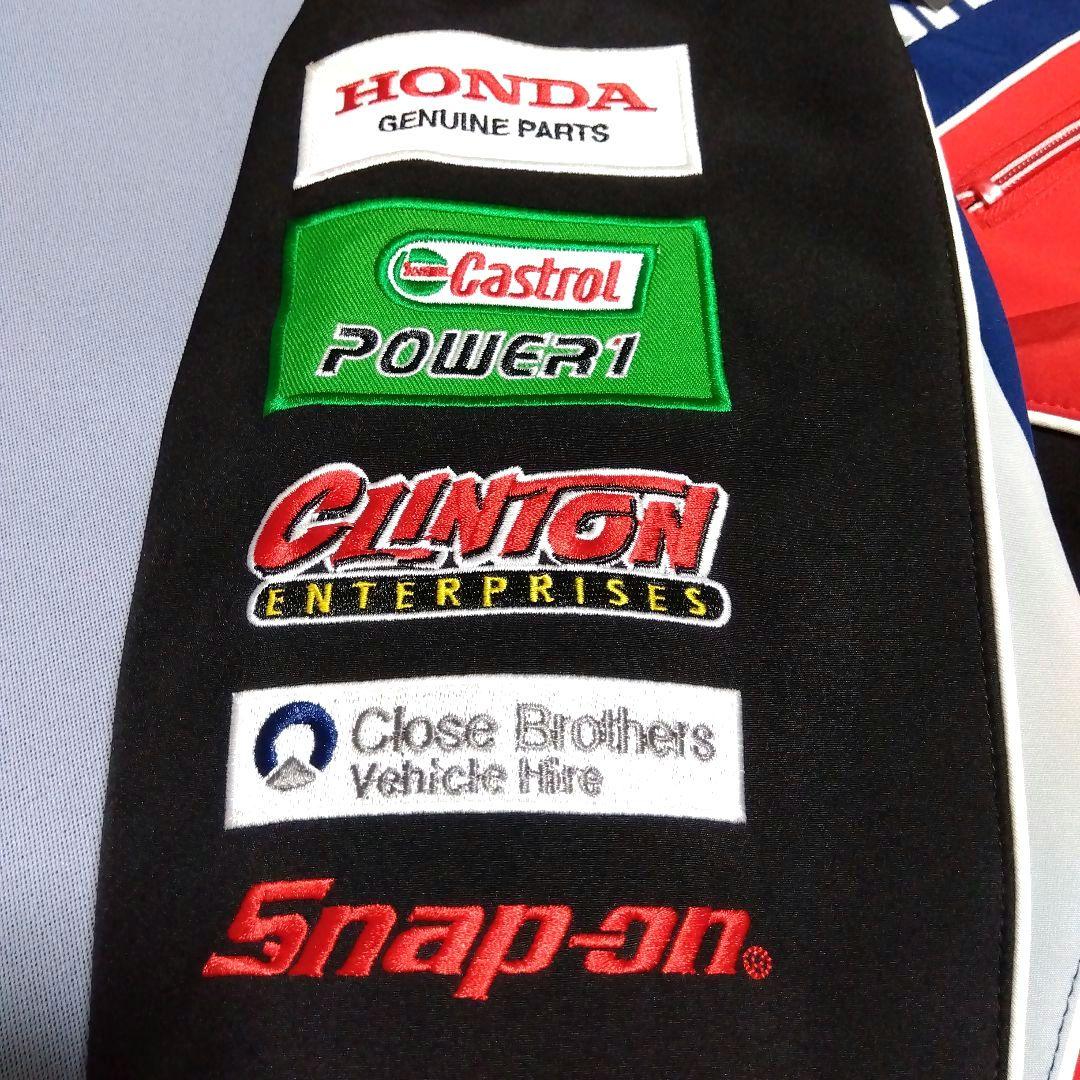 HONDA
GENUINE PARTS
Castrol
POWER1
CLINTON
ENTERPRISES
Close Brothers
Vehicle Hire
Snap-on®